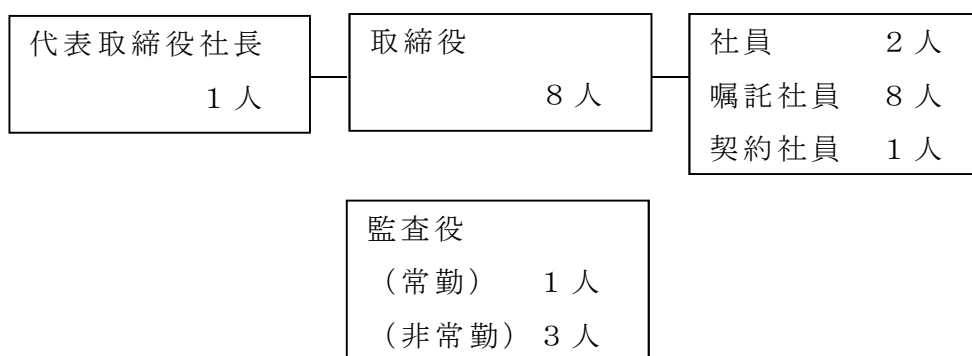 代表取締役社長
１人
取締役
８人
社員　２人
嘱託社員　８人
契約社員　１人
監査役
（常勤）　１人
（非常勤）３人